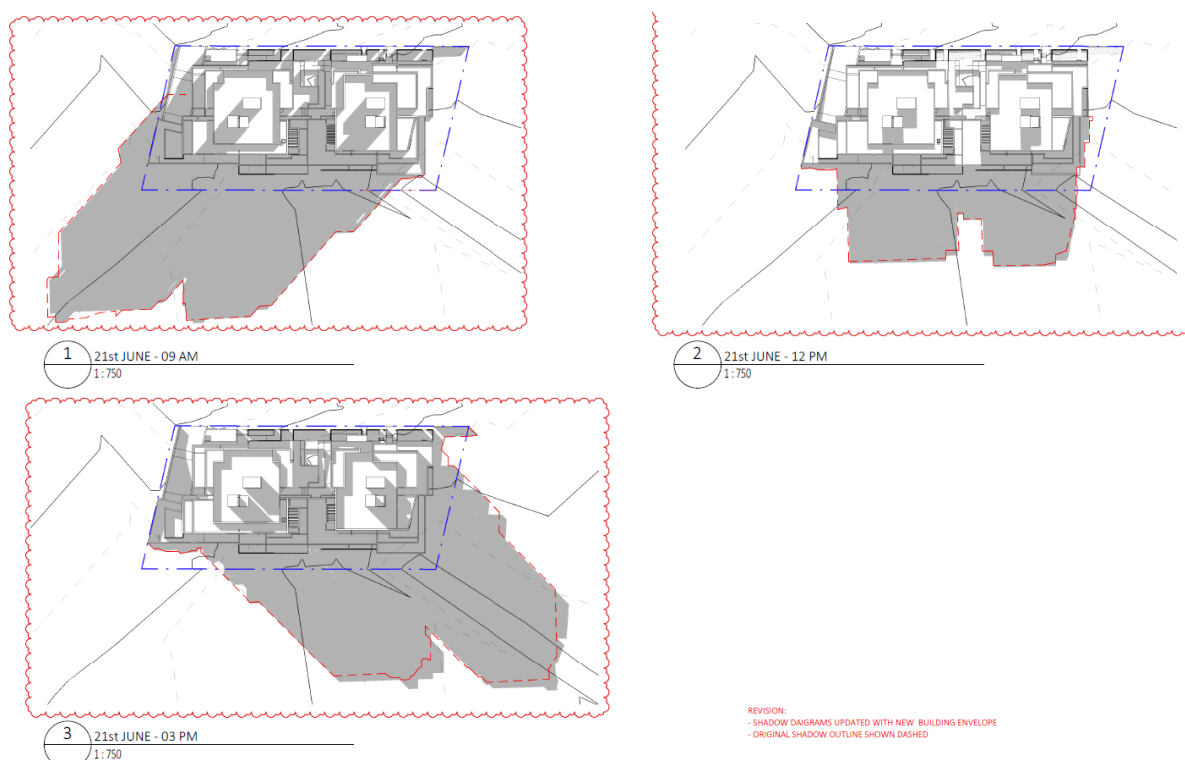 1
21st JUNE - 09 AM
1 : 750
2
21st JUNE - 12 PM
1 : 750
3
21st JUNE - 03 PM
1 : 750
REVISION:
- SHADOW DAIGRAMS UPDATED WITH NEW BUILDING ENVELOPE
- ORIGINAL SHADOW OUTLINE SHOWN DASHED